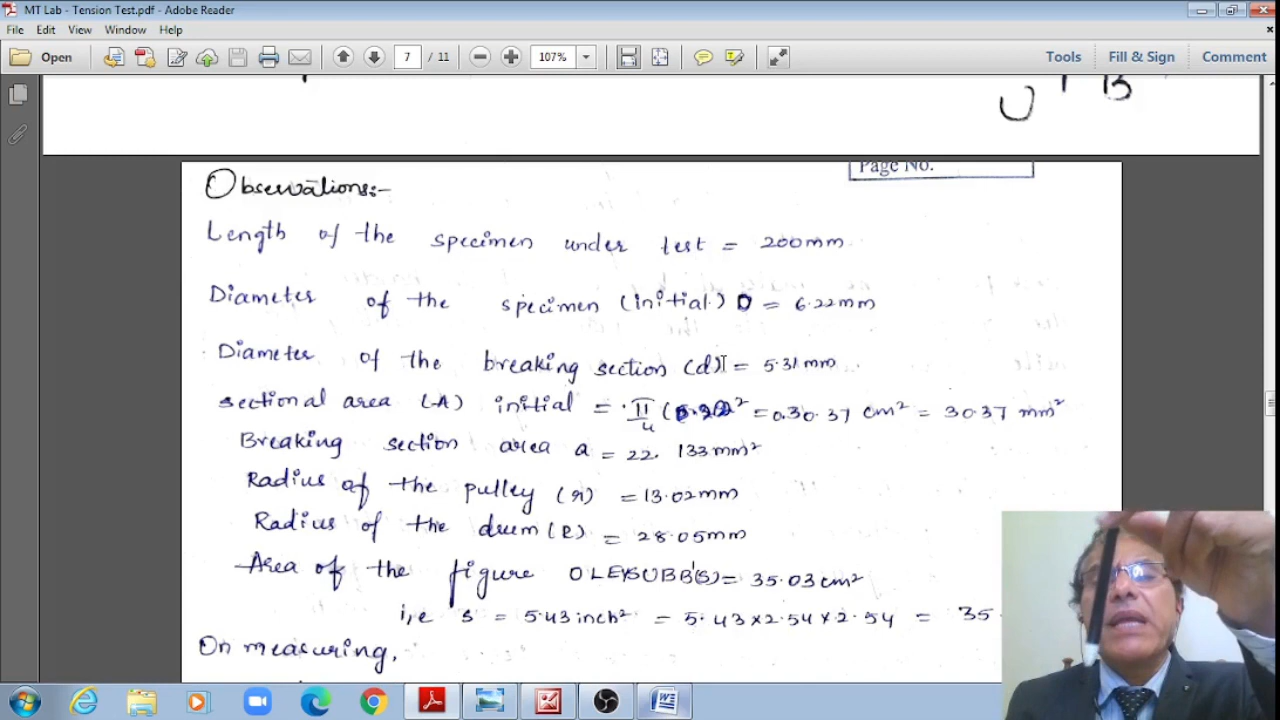 MT Lab - Tension Test.pdf - Adobe Reader
File Edit View Window Help
Open 7 / 11 107% Tools Fill & Sign Comment
Page No.
Observations:-
Length of the specimen under test = 200mm
Diameter of the specimen (initial.) D = 6.22mm
Diameter of the breaking section (d) = 5.31 mm
sectional area (A) initial = π/4 ( )² = 0.30.37 cm² = 30.37 mm²
Breaking section area a = 22. 133mm²
Radius of the pulley (r) = 13.02mm
Radius of the drum (R) = 28.05mm
Area of the figure = 35.03 cm²
i,e s = 5.43 inch² = 5.43 x 2.54 x 2.54 = 35.
On measuring,